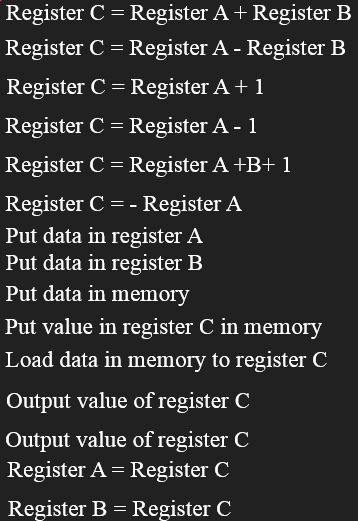 Register C = Register A + Register B
Register C = Register A - Register B
Register C = Register A + 1
Register C = Register A - 1
Register C = Register A +B+ 1
Register C = - Register A
Put data in register A
Put data in register B
Put data in memory
Put value in register C in memory
Load data in memory to register C
Output value of register C
Output value of register C
Register A = Register C
Register B = Register C